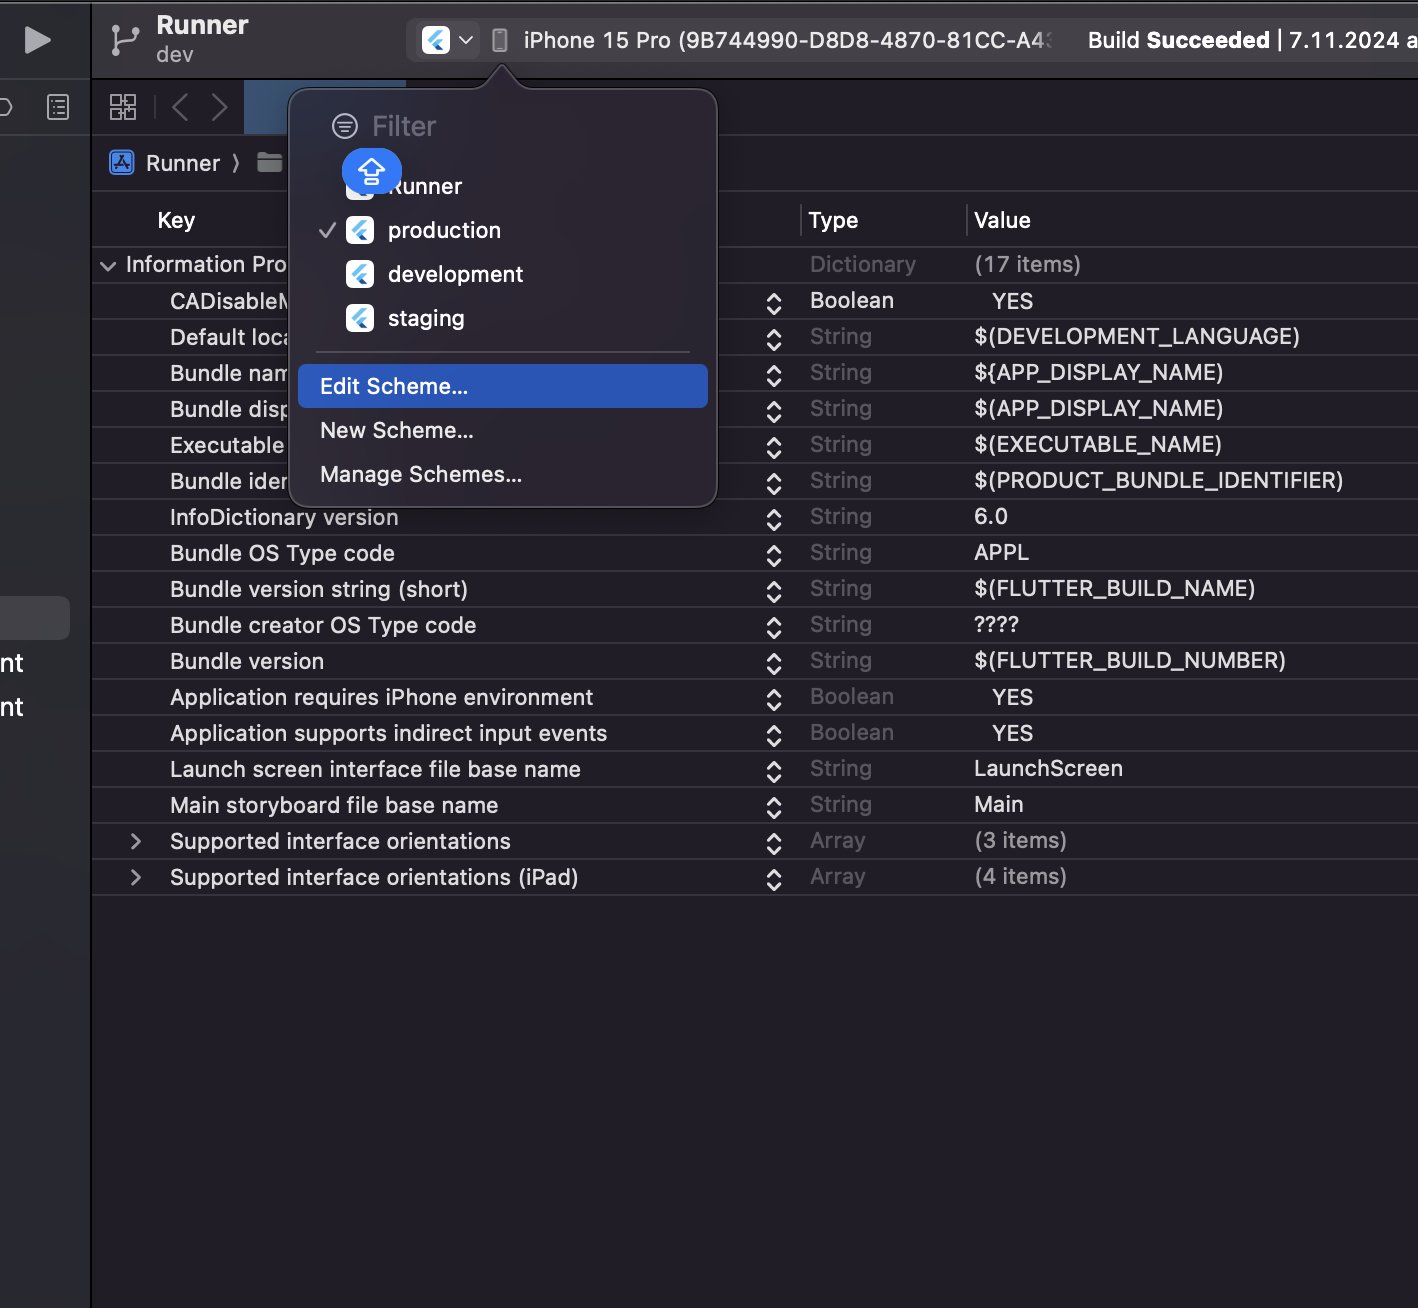 Runner
dev
iPhone 15 Pro (9B744990-D8D8-4870-81CC-A43
Build Succeeded | 7.11.2024 a
Filter
Runner
Runner
production
development
staging
Edit Scheme...
New Scheme...
Manage Schemes...
Key Type Value
Information Pro Dictionary (17 items)
CADisableM Boolean YES
Default loca String $(DEVELOPMENT_LANGUAGE)
Bundle nam String ${APP_DISPLAY_NAME)
Bundle disp String $(APP_DISPLAY_NAME)
Executable String $(EXECUTABLE_NAME)
Bundle iden String $(PRODUCT_BUNDLE_IDENTIFIER)
InfoDictionary version String 6.0
Bundle OS Type code String APPL
Bundle version string (short) String $(FLUTTER_BUILD_NAME)
Bundle creator OS Type code String ????
Bundle version String $(FLUTTER_BUILD_NUMBER)
nt
Application requires iPhone environment Boolean YES
nt
Application supports indirect input events Boolean YES
Launch screen interface file base name String LaunchScreen
Main storyboard file base name String Main
Supported interface orientations Array (3 items)
Supported interface orientations (iPad) Array (4 items)